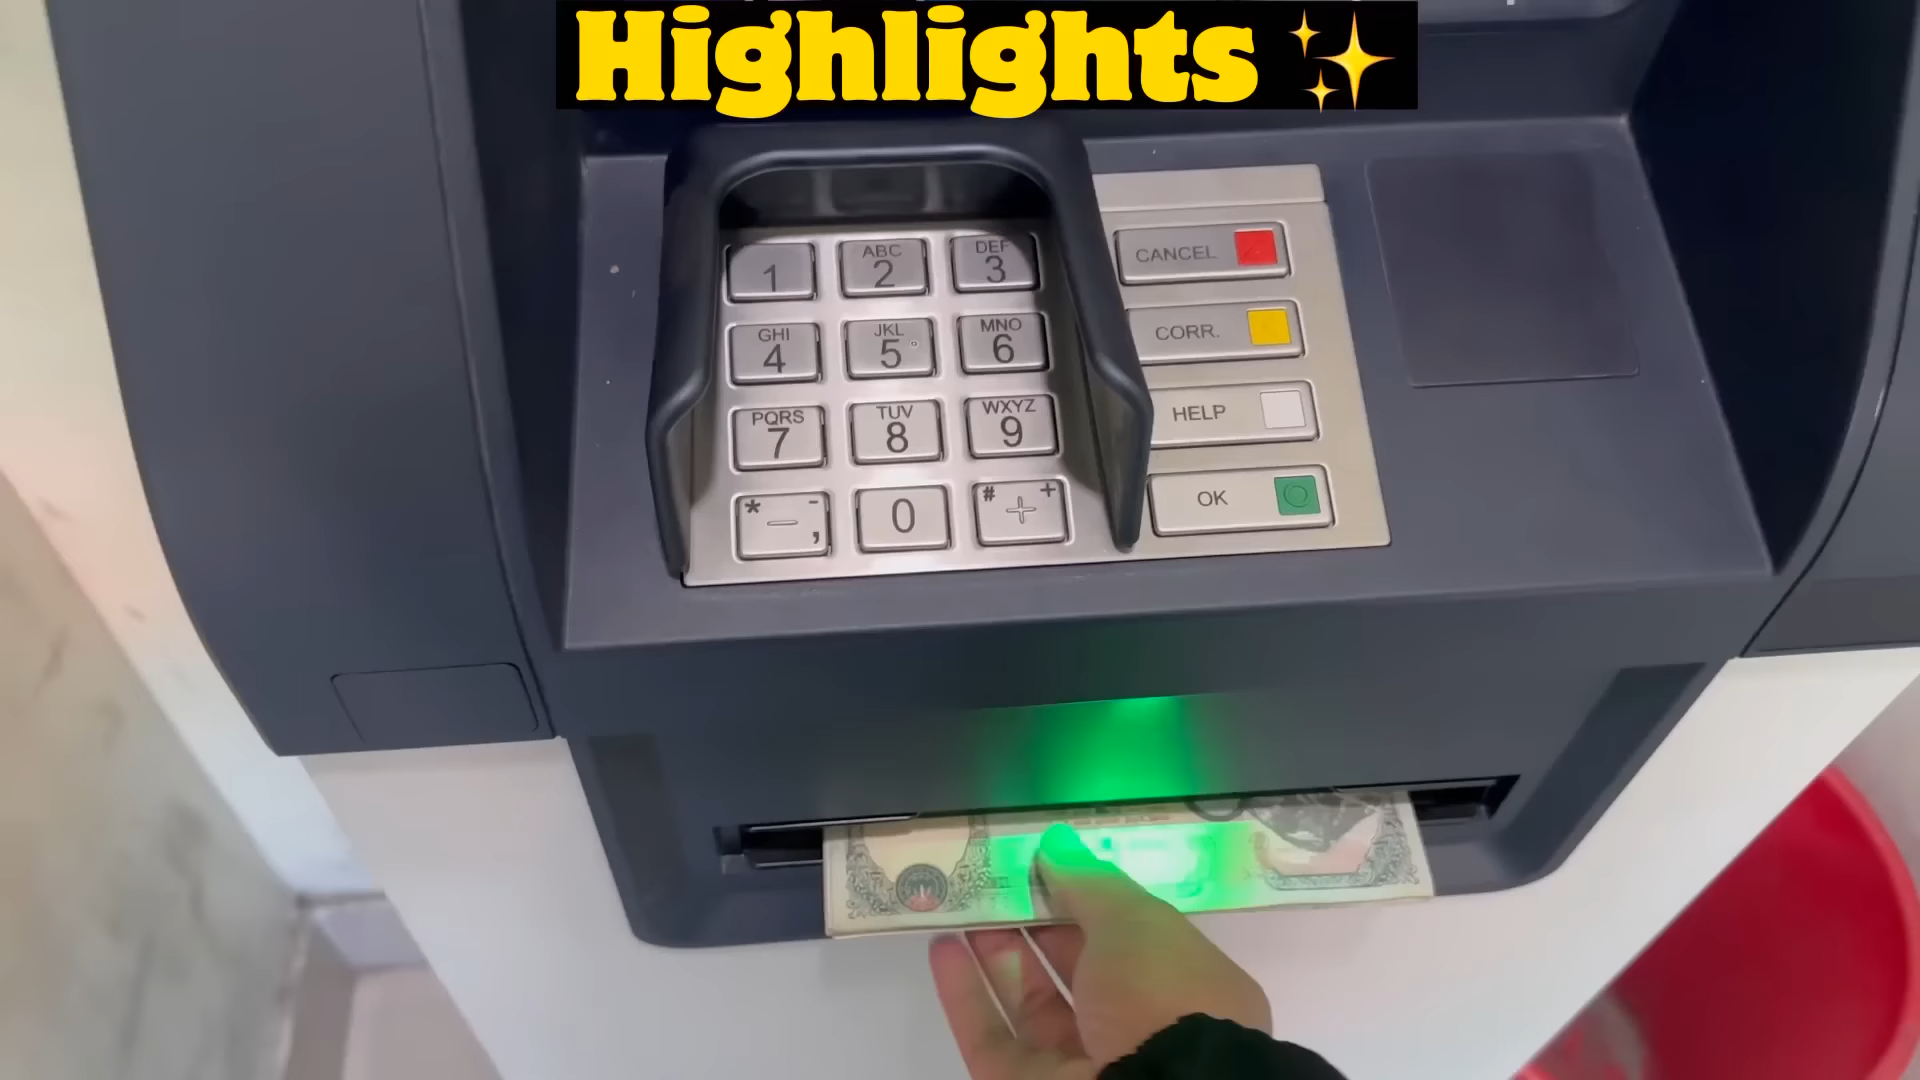 Highlights ✨
1
ABC
2
DEF
3
CANCEL
GHI
4
JKL
5
MNO
6
CORR.
PQRS
7
TUV
8
WXYZ
9
HELP
* - - ,
0
# + +
OK